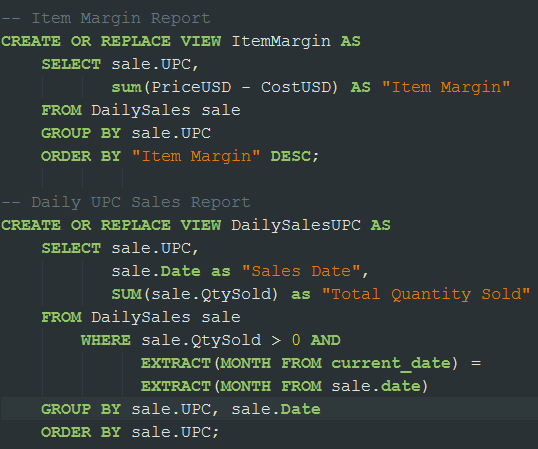 -- Item Margin Report
CREATE OR REPLACE VIEW ItemMargin AS
    SELECT sale.UPC,
           sum(PriceUSD - CostUSD) AS "Item Margin"
    FROM DailySales sale
    GROUP BY sale.UPC
    ORDER BY "Item Margin" DESC;

-- Daily UPC Sales Report
CREATE OR REPLACE VIEW DailySalesUPC AS
    SELECT sale.UPC,
           sale.Date as "Sales Date",
           SUM(sale.QtySold) as "Total Quantity Sold"
    FROM DailySales sale
        WHERE sale.QtySold > 0 AND
              EXTRACT(MONTH FROM current_date) =
              EXTRACT(MONTH FROM sale.date)
    GROUP BY sale.UPC, sale.Date
    ORDER BY sale.UPC;